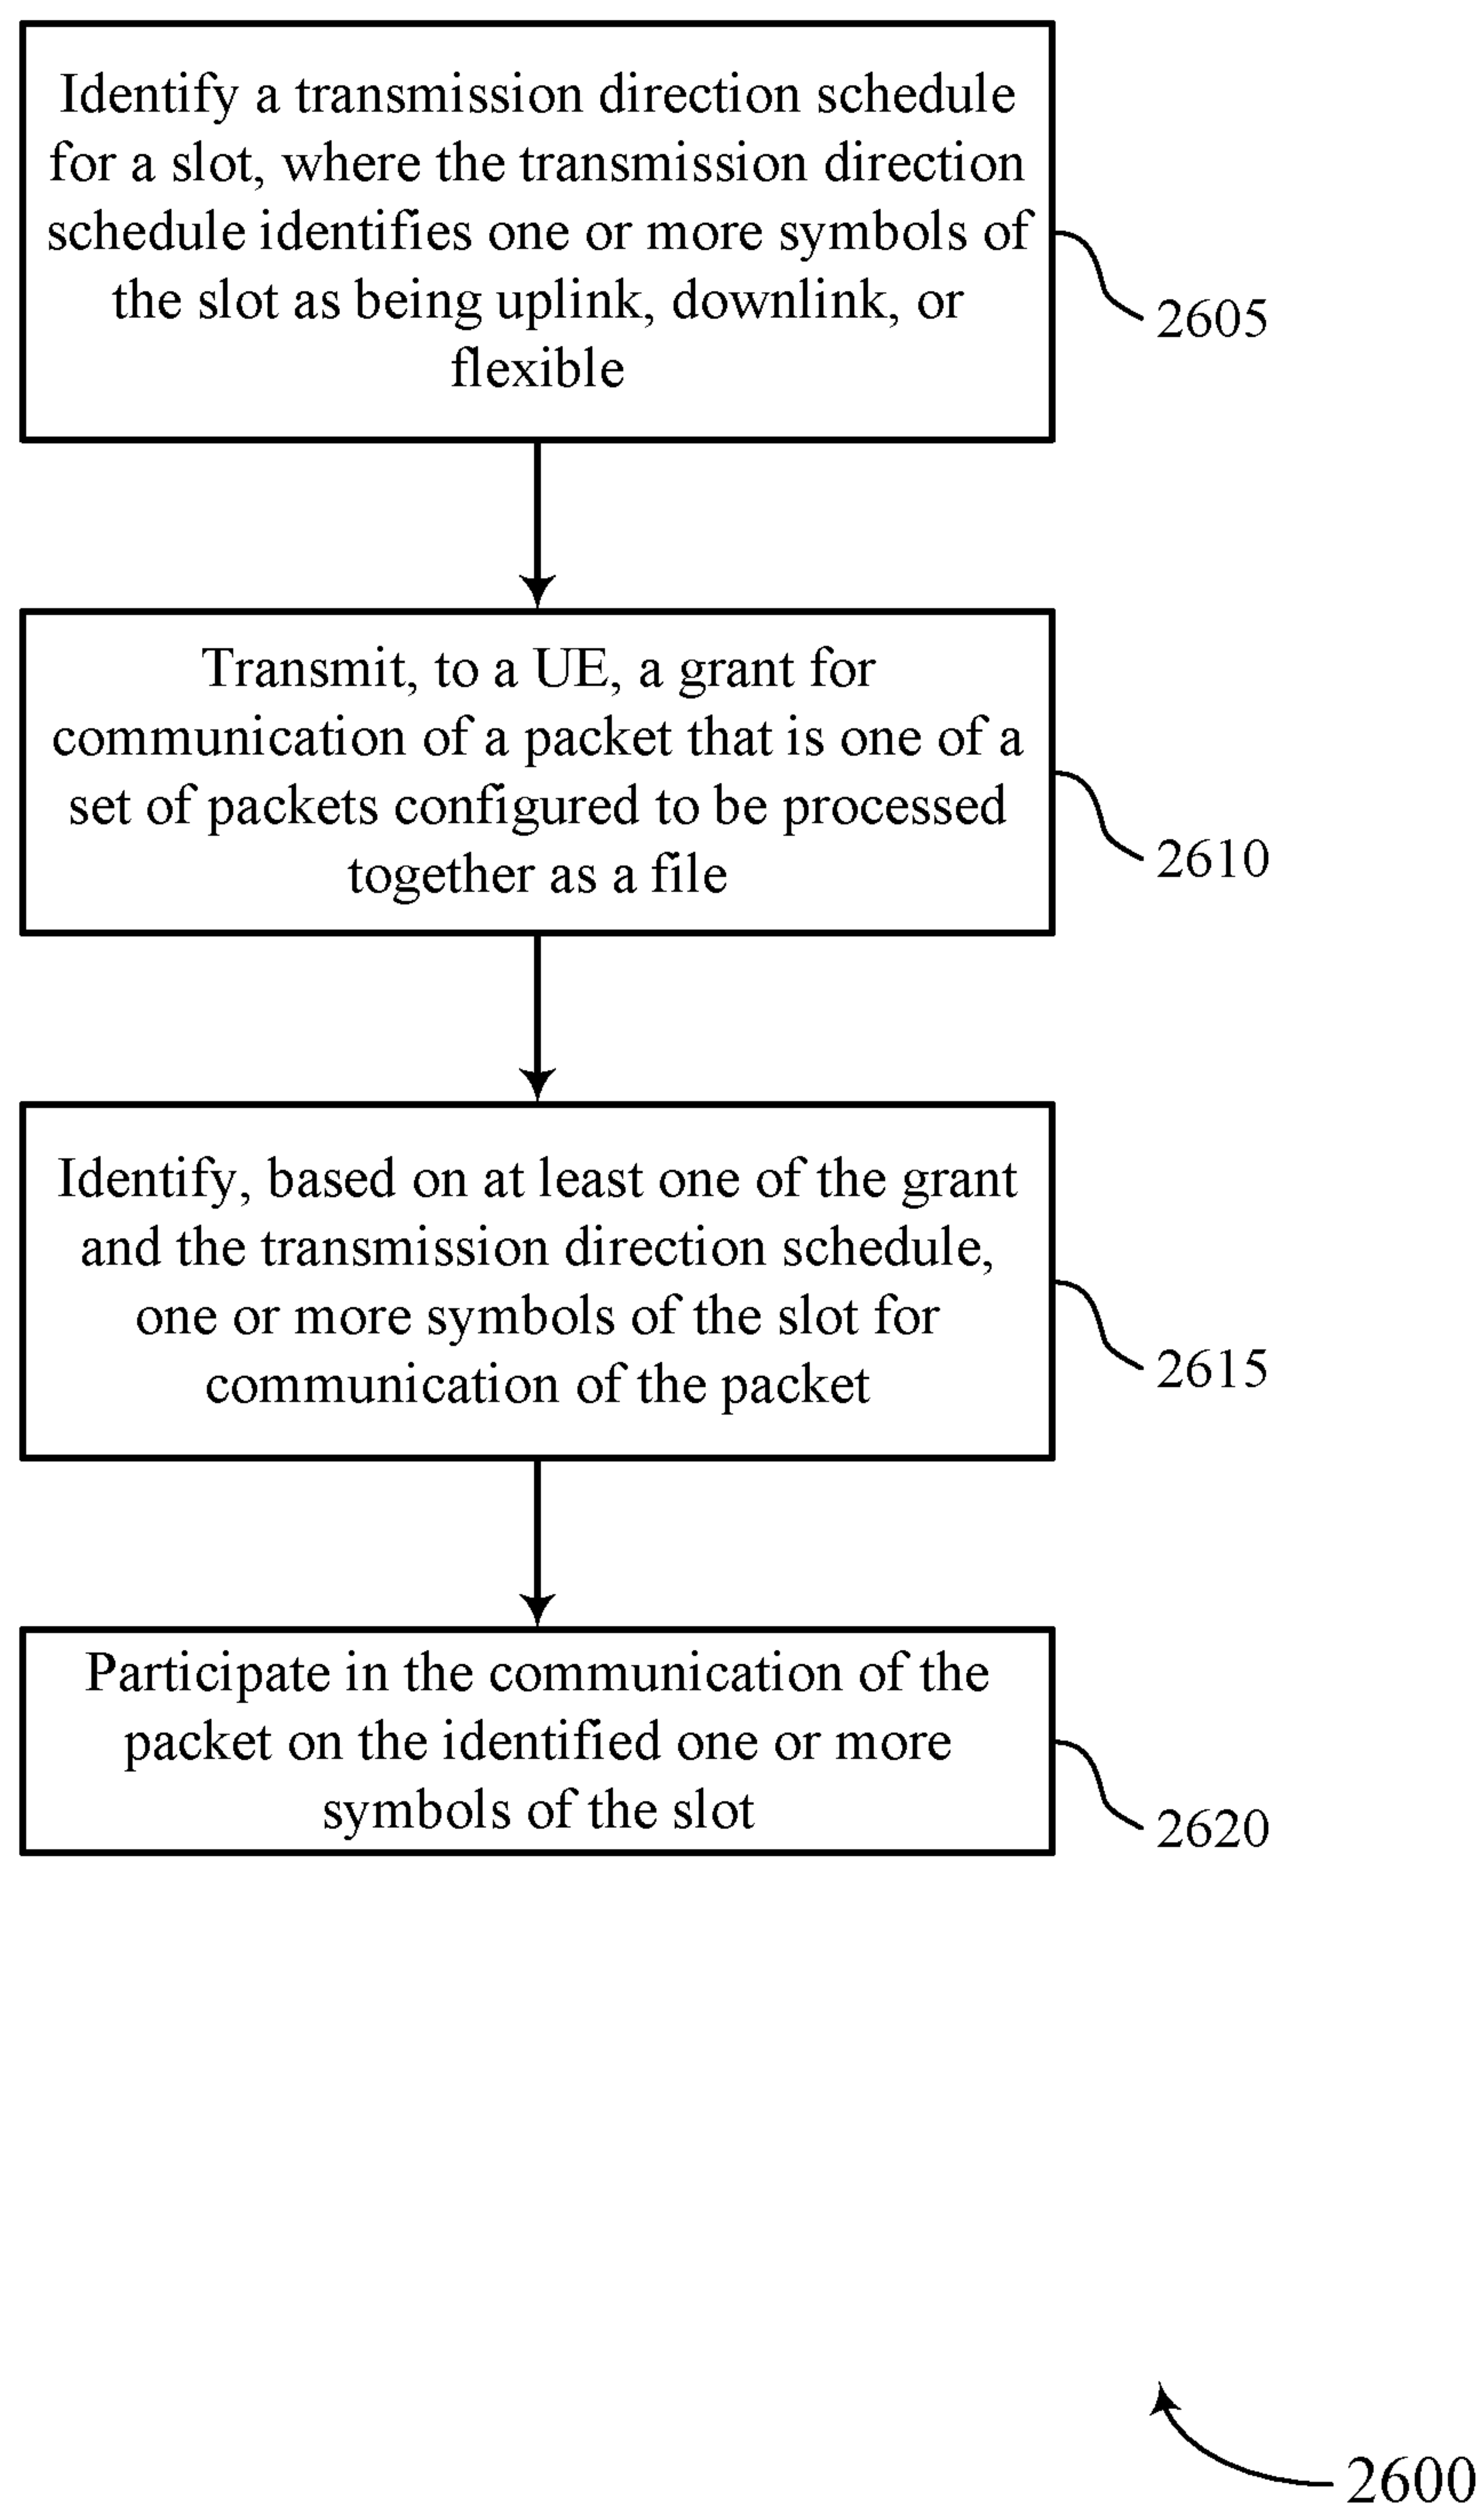 Identify a transmission direction schedule
for a slot, where the transmission direction
schedule identifies one or more symbols of
the slot as being uplink, downlink, or
flexible
2605
Transmit, to a UE, a grant for
communication of a packet that is one of a
set of packets configured to be processed
together as a file
2610
Identify, based on at least one of the grant
and the transmission direction schedule,
one or more symbols of the slot for
communication of the packet
2615
Participate in the communication of the
packet on the identified one or more
symbols of the slot
2620
2600